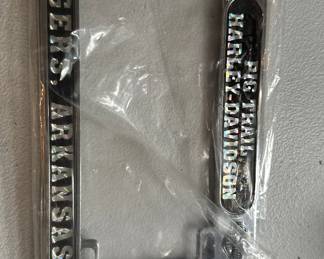 PIG TRAIL
HARLEY-DAVIDSON
GERS, ARKANSAS